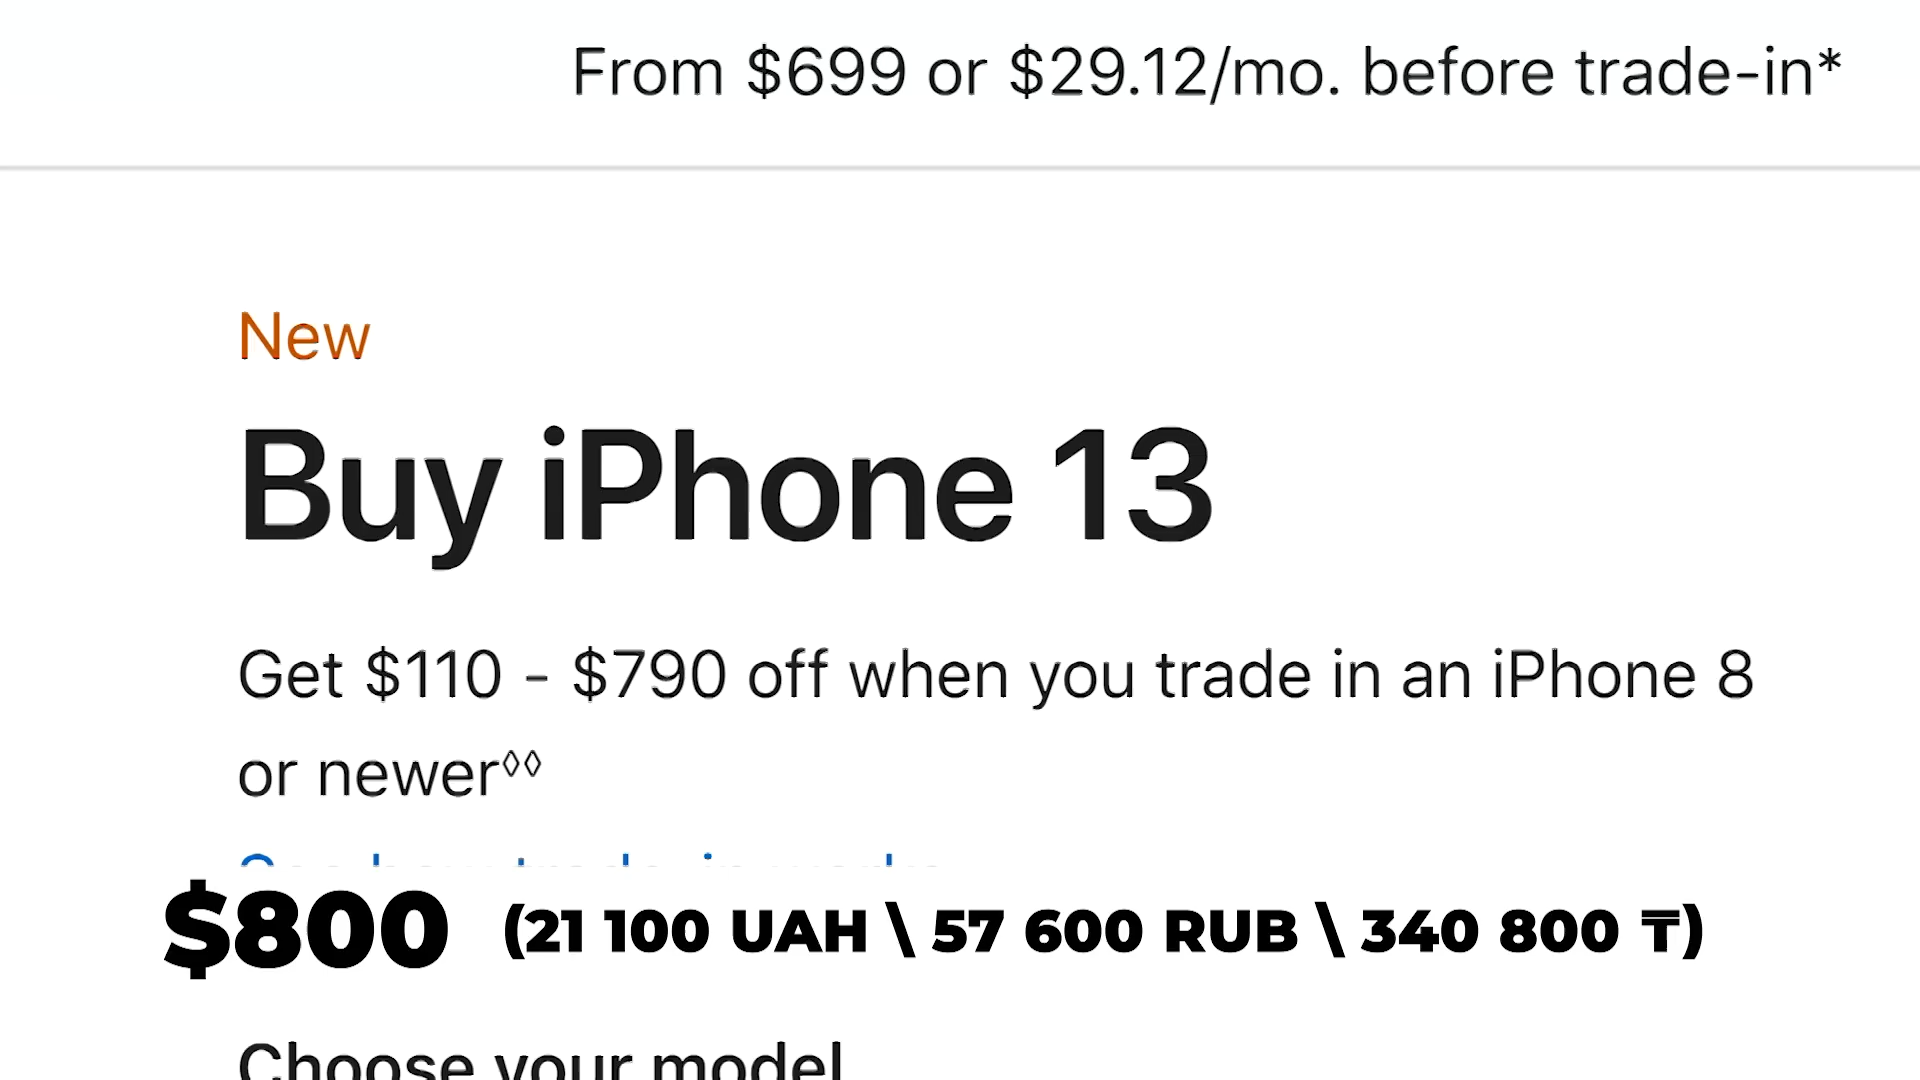 From $699 or $29.12/mo. before trade-in*
New
Buy iPhone 13
Get $110 - $790 off when you trade in an iPhone 8
or newer◊◊
$800 (21 100 UAH \ 57 600 RUB \ 340 800 ₸)
Choose your model